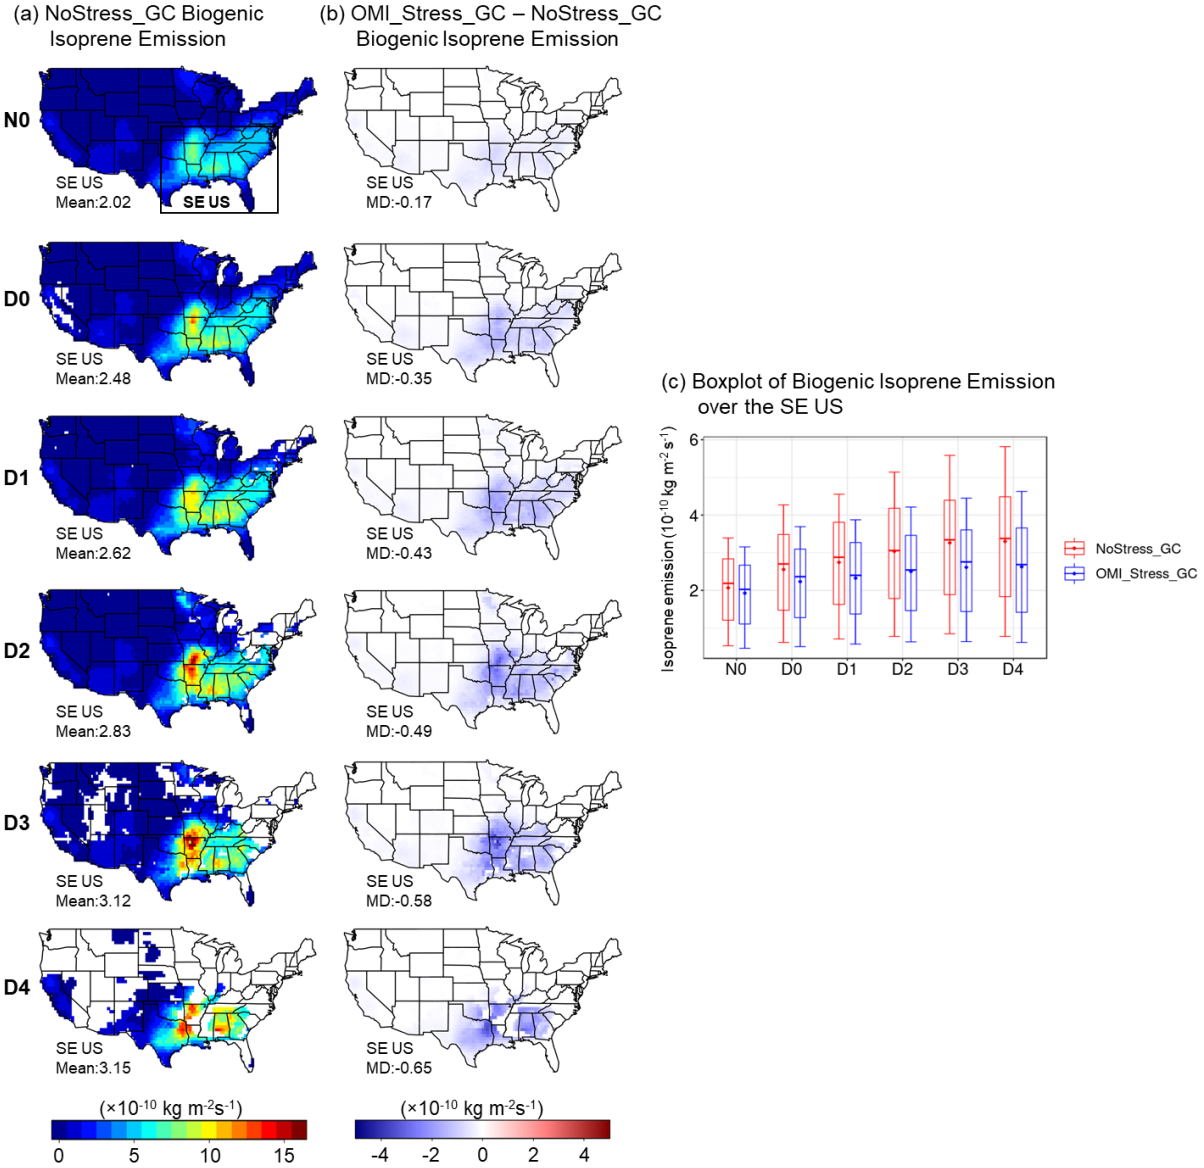 (a) NoStress_GC Biogenic
Isoprene Emission
(b) OMI_Stress_GC – NoStress_GC
Biogenic Isoprene Emission
N0
SE US
Mean:2.02
SE US
SE US
MD:-0.17
D0
SE US
Mean:2.48
SE US
MD:-0.35
D1
SE US
Mean:2.62
SE US
MD:-0.43
D2
SE US
Mean:2.83
SE US
MD:-0.49
D3
SE US
Mean:3.12
SE US
MD:-0.58
D4
SE US
Mean:3.15
SE US
MD:-0.65
(×10⁻¹⁰ kg m⁻²s⁻¹)
0 5 10 15
(×10⁻¹⁰ kg m⁻²s⁻¹)
-4 -2 0 2 4
(c) Boxplot of Biogenic Isoprene Emission
over the SE US
Isoprene emission (10⁻¹⁰ kg m⁻² s⁻¹)
6
4
2
N0 D0 D1 D2 D3 D4
NoStress_GC
OMI_Stress_GC